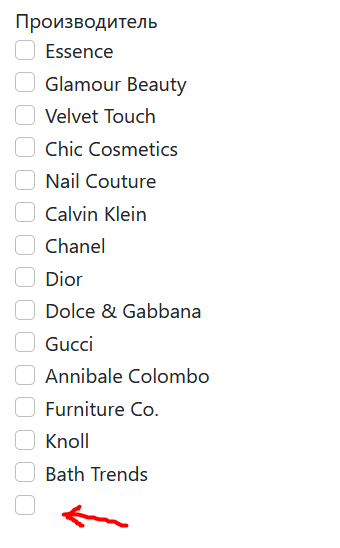 Производитель
Essence
Glamour Beauty
Velvet Touch
Chic Cosmetics
Nail Couture
Calvin Klein
Chanel
Dior
Dolce & Gabbana
Gucci
Annibale Colombo
Furniture Co.
Knoll
Bath Trends